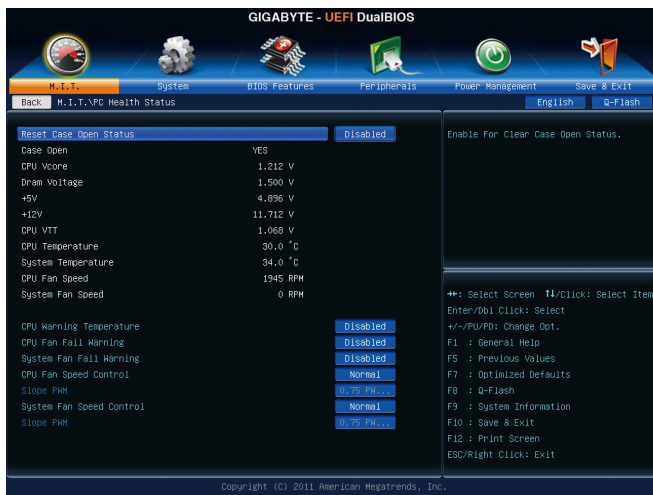 GIGABYTE - UEFI DualBIOS
M.I.T. System BIOS Features Peripherals Power Management Save & Exit
Back M.I.T.\PC Health Status English Q-Flash
Reset Case Open Status Disabled Enable For Clear Case Open Status.
Case Open YES
CPU Vcore 1.212 V
Dram Voltage 1.500 V
+5V 4.896 V
+12V 11.712 V
CPU VTT 1.068 V
CPU Temperature 30.0 °C
System Temperature 34.0 °C
CPU Fan Speed 1945 RPM
System Fan Speed 0 RPM
→←: Select Screen ↑↓/Click: Select Item
Enter/Dbl Click: Select
CPU Warning Temperature Disabled +/-/PU/PD: Change Opt.
CPU Fan Fail Warning Disabled F1 : General Help
System Fan Fail Warning Disabled F5 : Previous Values
CPU Fan Speed Control Normal F7 : Optimized Defaults
Slope PWM 0.75 PW... F8 : Q-Flash
System Fan Speed Control Normal F9 : System Information
Slope PWM 0.75 PW... F10 : Save & Exit
F12 : Print Screen
ESC/Right Click: Exit
Copyright (C) 2011 American Megatrends, Inc.